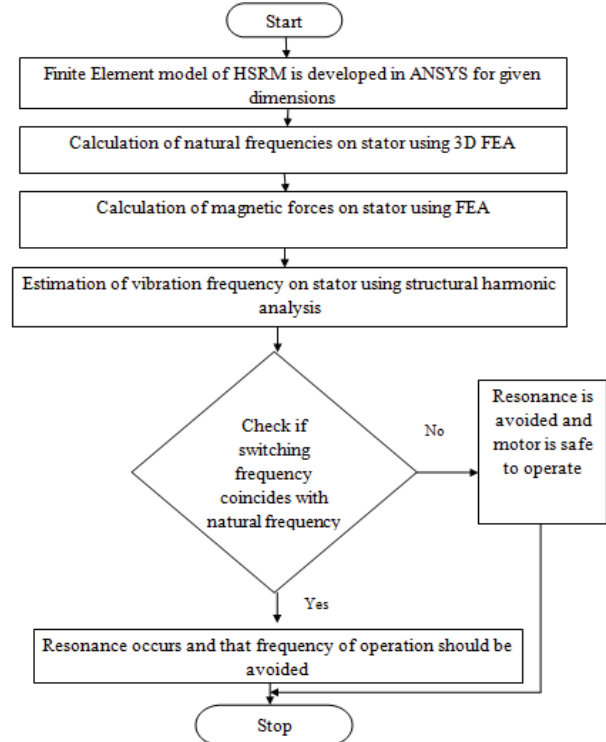 Start
Finite Element model of HSRM is developed in ANSYS for given
dimensions
Calculation of natural frequencies on stator using 3D FEA
Calculation of magnetic forces on stator using FEA
Estimation of vibration frequency on stator using structural harmonic
analysis
Check if
switching
frequency
coincides with
natural frequency
No
Resonance is
avoided and
motor is safe
to operate
Yes
Resonance occurs and that frequency of operation should be
avoided
Stop